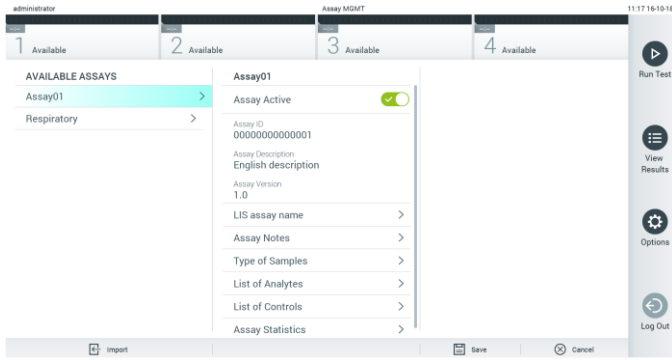 administrator Assay MGMT 11:17 16-10-18
1 Available 2 Available 3 Available 4 Available
AVAILABLE ASSAYS
Assay01
Respiratory
Assay01
Assay Active
Assay ID
00000000000001
Assay Description
English description
Assay Version
1.0
LIS assay name
Assay Notes
Type of Samples
List of Analytes
List of Controls
Assay Statistics
Run Test
View
Results
Options
Log Out
Import Save Cancel